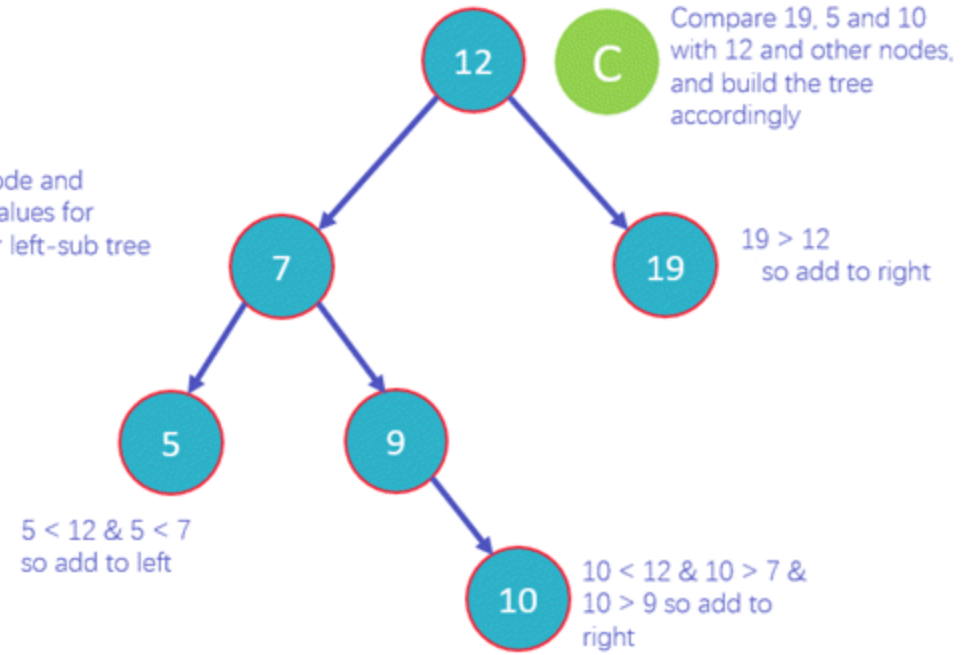 12
C
Compare 19, 5 and 10
with 12 and other nodes,
and build the tree
accordingly
and
for
left-sub tree
7
19
19 > 12
so add to right
5
9
5 < 12 & 5 < 7
so add to left
10
10 < 12 & 10 > 7 &
10 > 9 so add to
right